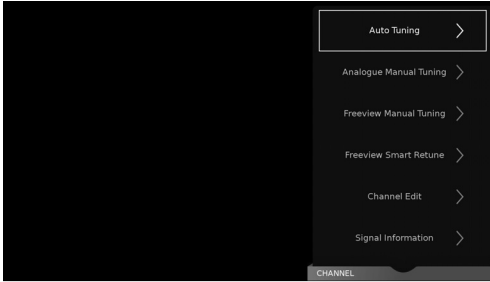 Auto Tuning
Analogue Manual Tuning
Freeview Manual Tuning
Freeview Smart Retune
Channel Edit
Signal Information
CHANNEL